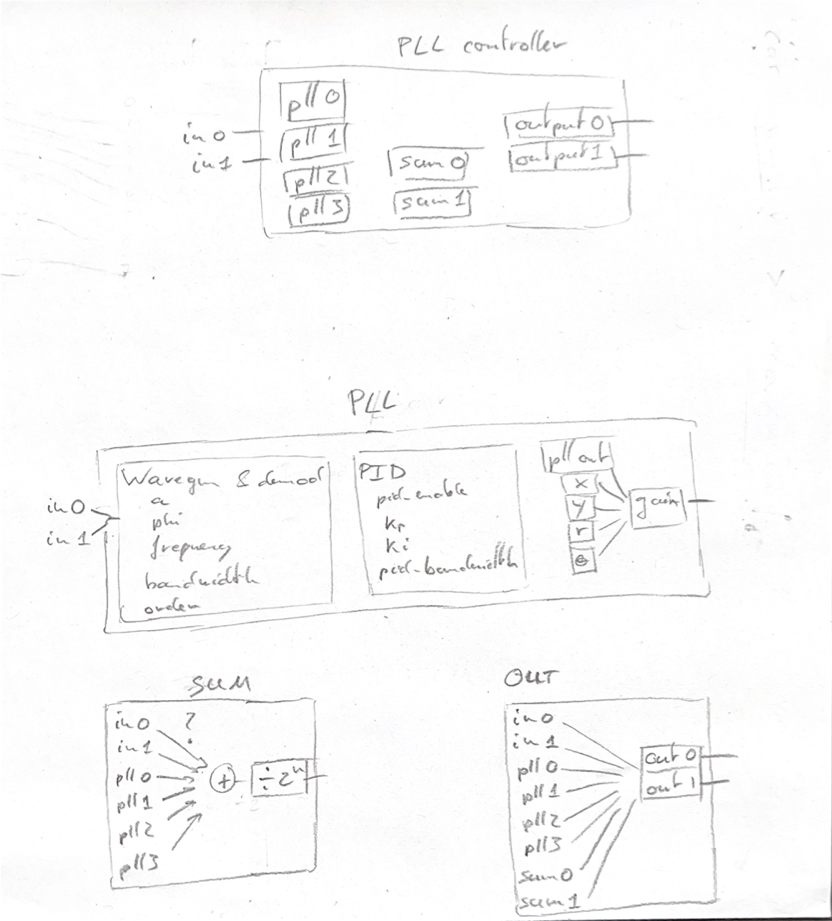 PLL controller
pll 0
in 0
pll 1
output 0
in 1
sum 0
output 1
pll 2
pll 3
sum 1
PLL
Wavegen & demod
a
phi
frequency
bandwidth
order
in 0
in 1
PID
pid-enable
kp
ki
pid-bandwidth
pll out
x
y
r
θ
gain
SUM
in 0
?
in 1
pll 0
pll 1
pll 2
pll 3
+
÷ 2ⁿ
OUT
in 0
in 1
pll 0
pll 1
pll 2
pll 3
sum 0
sum 1
out 0
out 1